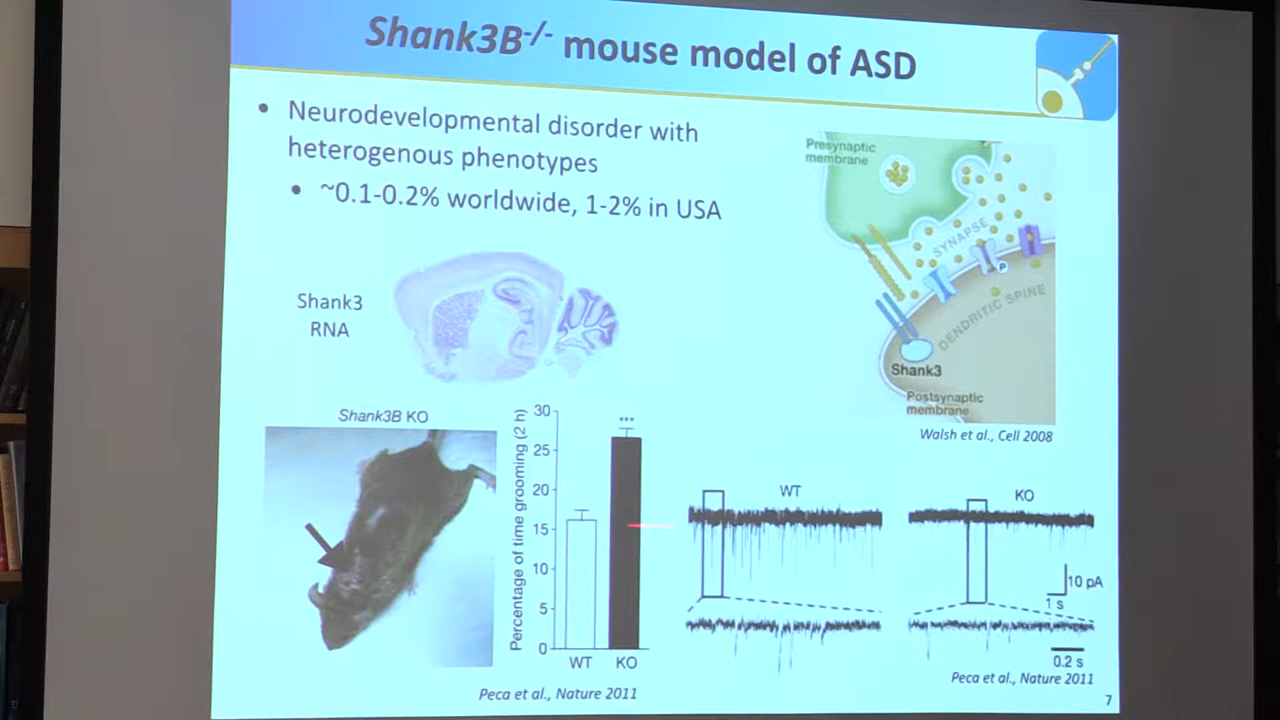 Shank3B-/- mouse model of ASD
• Neurodevelopmental disorder with
heterogenous phenotypes
• ~0.1-0.2% worldwide, 1-2% in USA
Presynaptic
membrane
SYNAPSE
P
DENDRITIC SPINE
Shank3
Postsynaptic
membrane
Walsh et al., Cell 2008
Shank3
RNA
Shank3B KO
Percentage of time grooming (2 h)
30
25
20
15
10
5
0
***
WT
KO
Peca et al., Nature 2011
WT
KO
10 pA
1 s
0.2 s
Peca et al., Nature 2011
7